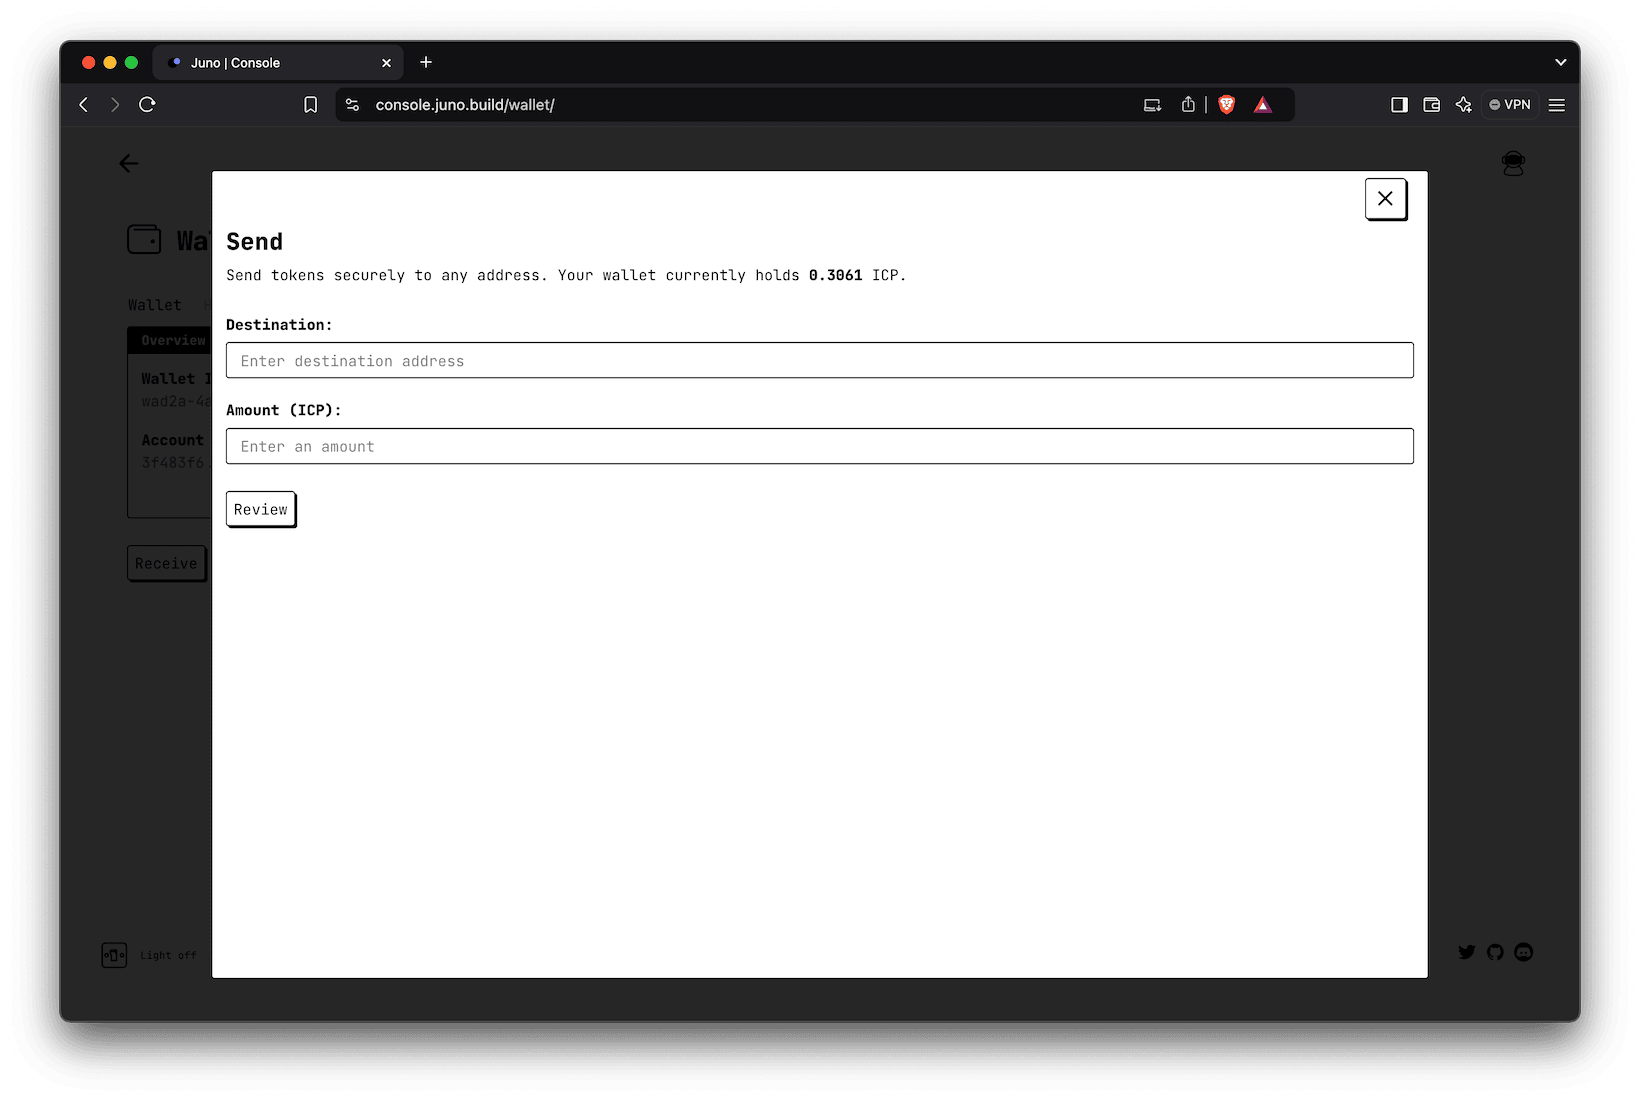 Juno | Console
console.juno.build/wallet/
VPN
Send
Send tokens securely to any address. Your wallet currently holds 0.3061 ICP.
Wallet
Destination:
Overview
Enter destination address
Wallet
wad2a-4a
Amount (ICP):
Account
Enter an amount
3f483f6
Review
Receive
Light off